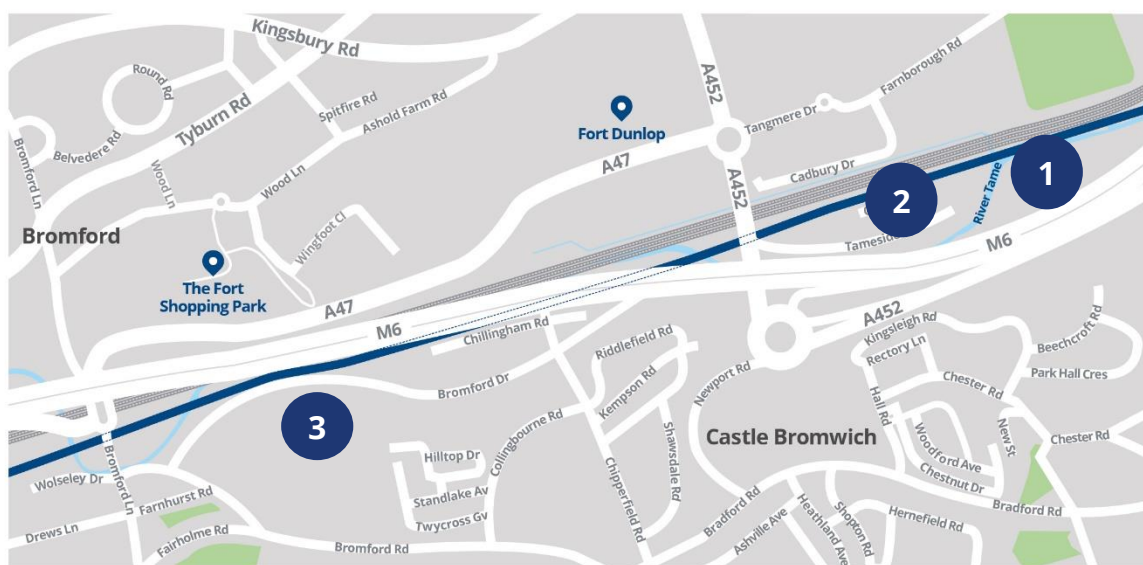 Kingsbury Rd
A452
Farnborough Rd
Round Rd
Spitfire Rd
Ashold Farm Rd
Tyburn Rd
Fort Dunlop
Tangmere Dr
Belvedere Rd
Bromford Ln
Wood Ln
Wood Ln
A47
Cadbury Dr
A452
1
2
River Tame
Wingfoot Cl
Bromford
Tameside
M6
The Fort
Shopping Park
A47
M6
Chillingham Rd
A452
Kingsleigh Rd
Beechcroft Rd
Riddlefield Rd
Rectory Ln
Newport Rd
Park Hall Cres
Kempson Rd
Bromford Dr
Chester Rd
Hall Rd
3
Collingbourne Rd
Shawsdale Rd
Castle Bromwich
Woodford Ave
New St
Chester Rd
Hilltop Dr
Chipperfield Rd
Bromford Ln
Wolseley Dr
Standlake Av
Chestnut Dr
Farnhurst Rd
Bradford Rd
Bradford Rd
Twycross Gv
Drews Ln
Fairholme Rd
Bromford Rd
Ashville Ave
Heathland Ave
Shopton Rd
Hernefield Rd